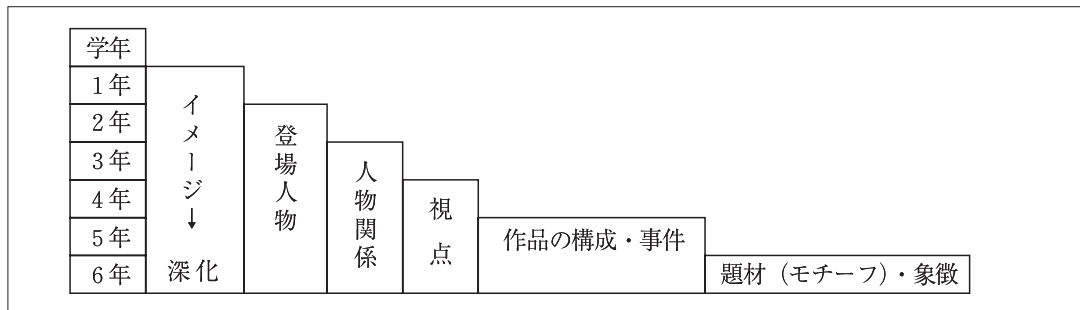 学年
1年
2年
3年
4年
5年
6年
イメージ→
深化
登場人物
人物関係
視点
作品の構成・事件
題材（モチーフ）・象徴